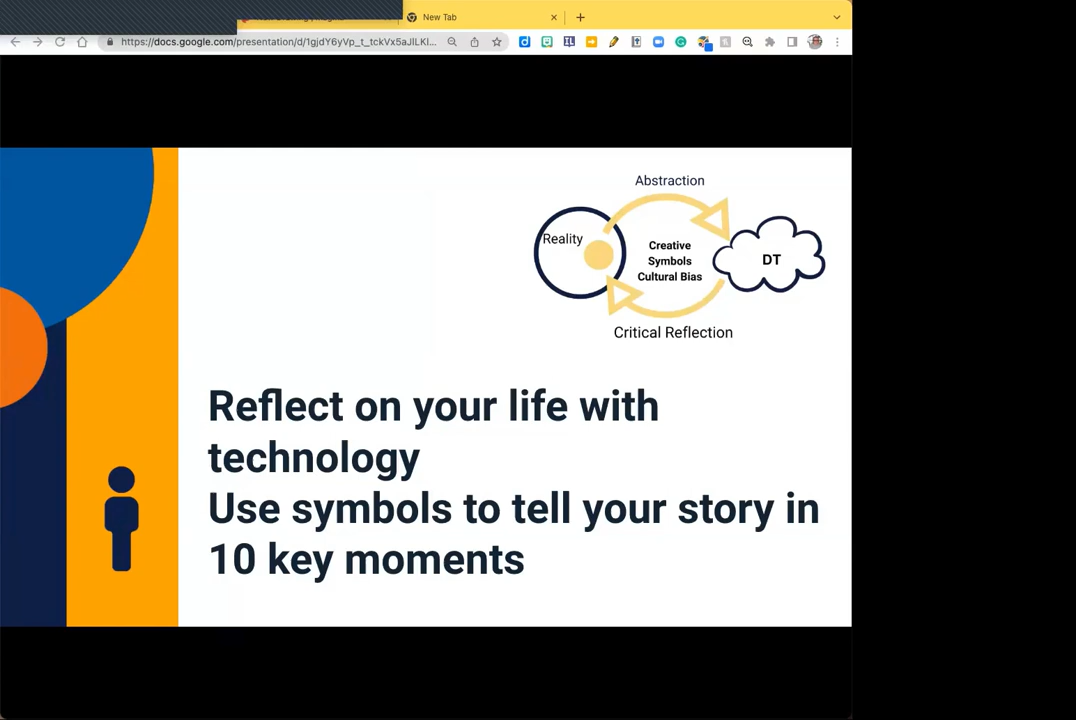 New Tab
https://docs.google.com/presentation/d/1gjdY6yVp_t_tckVx5aJILKI...
Abstraction
Reality
Creative
Symbols
Cultural Bias
DT
Critical Reflection
Reflect on your life with
technology
Use symbols to tell your story in
10 key moments